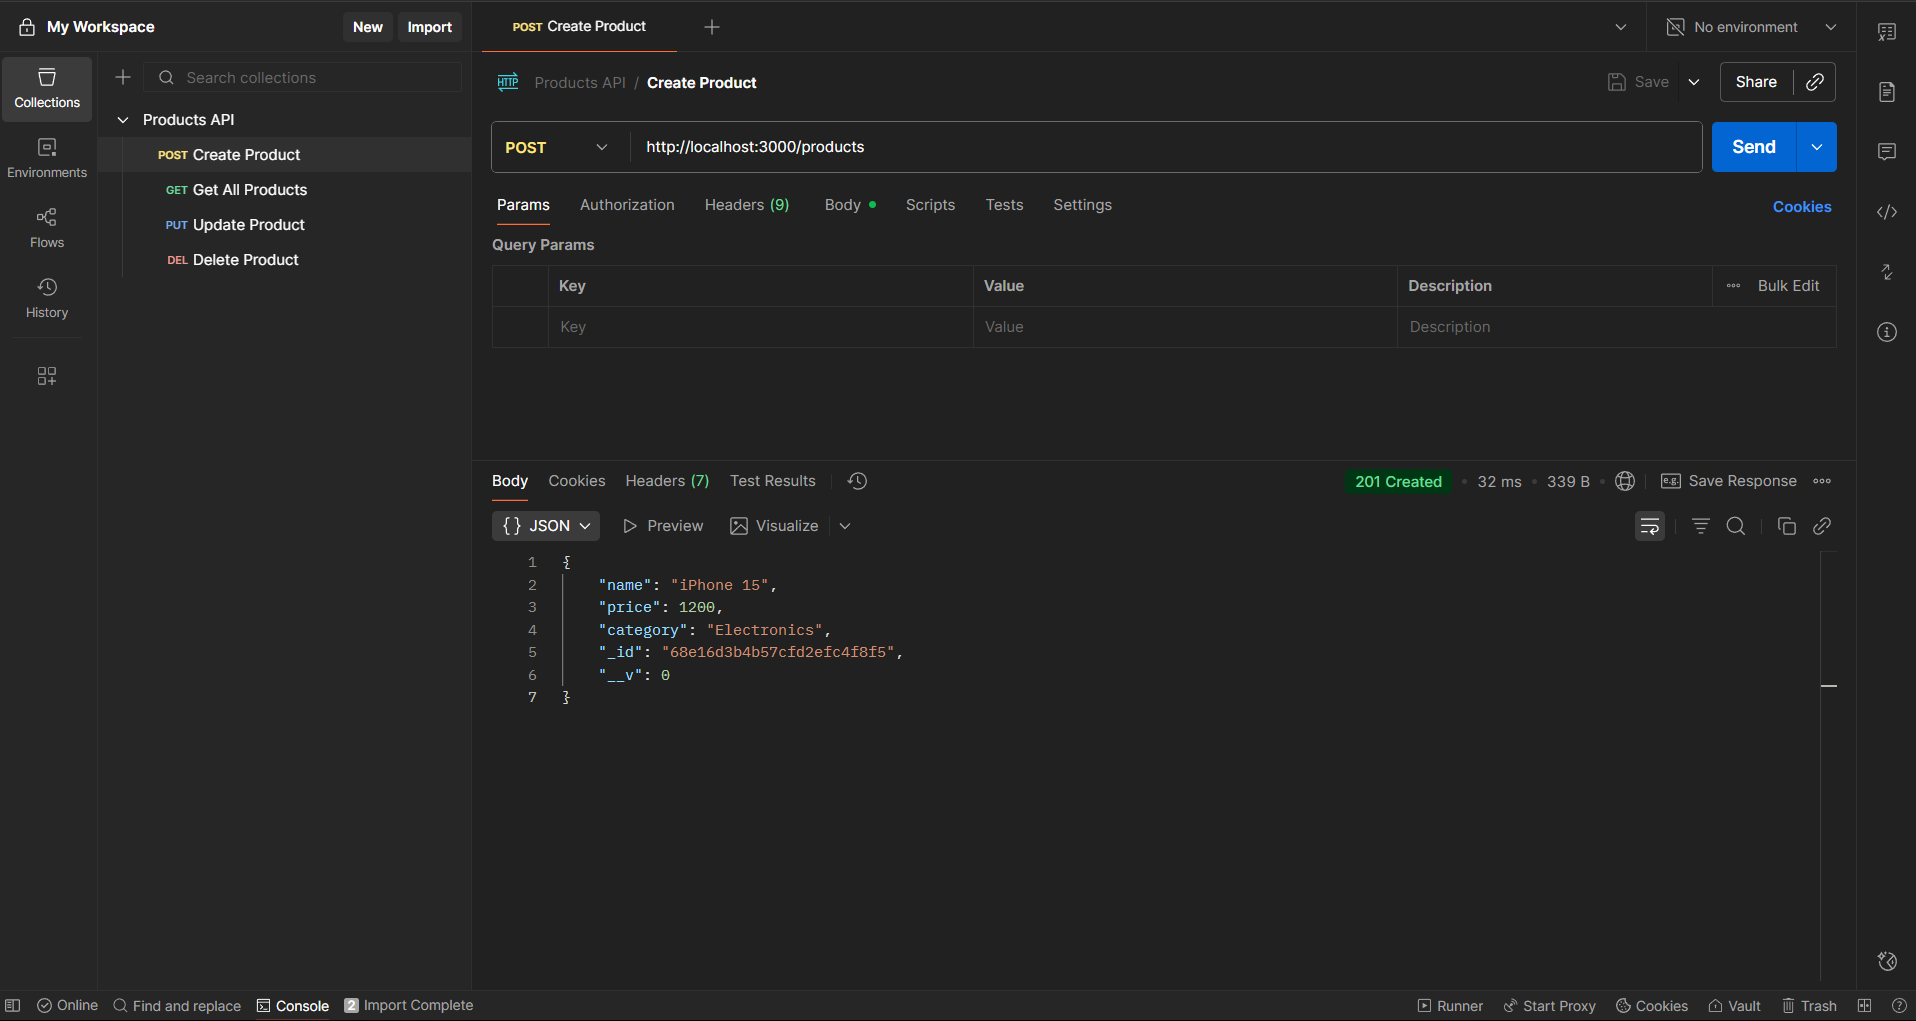 My Workspace
New
Import
POST Create Product
No environment
Collections
Environments
Flows
History
Search collections
Products API
POST Create Product
GET Get All Products
PUT Update Product
DEL Delete Product
HTTP
Products API / Create Product
Save
Share
POST
http://localhost:3000/products
Send
Params
Authorization
Headers (9)
Body
Scripts
Tests
Settings
Cookies
Query Params
Key
Value
Description
Bulk Edit
Key
Value
Description
Body
Cookies
Headers (7)
Test Results
201 Created
32 ms
339 B
e.g.
Save Response
{} JSON
Preview
Visualize
1 {
2 "name": "iPhone 15",
3 "price": 1200,
4 "category": "Electronics",
5 "_id": "68e16d3b4b57cfd2efc4f8f5",
6 "__v": 0
7 }
Online
Find and replace
Console
2 Import Complete
Runner
Start Proxy
Cookies
Vault
Trash